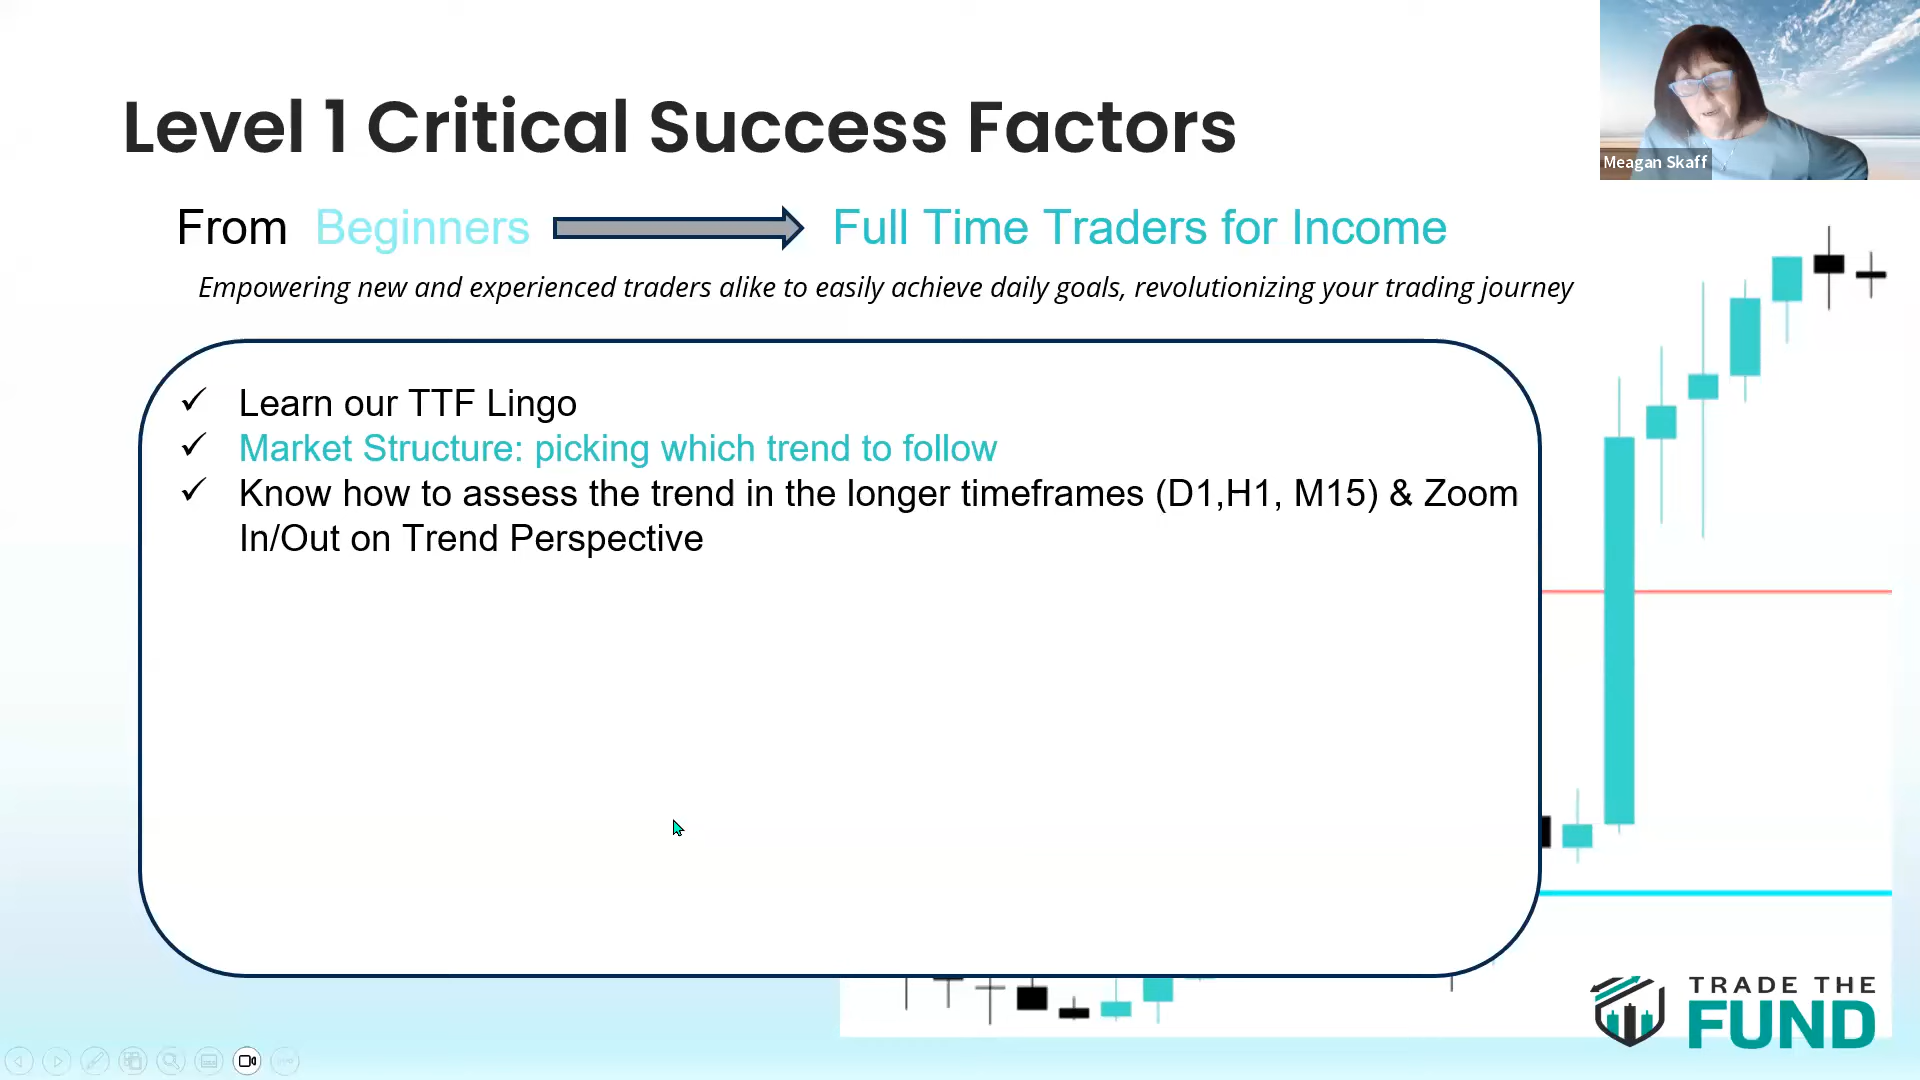 Level 1 Critical Success Factors
Meagan Skaff
From Beginners Full Time Traders for Income
Empowering new and experienced traders alike to easily achieve daily goals, revolutionizing your trading journey
✓ Learn our TTF Lingo
✓ Market Structure: picking which trend to follow
✓ Know how to assess the trend in the longer timeframes (D1,H1, M15) & Zoom
In/Out on Trend Perspective
TRADE THE
FUND